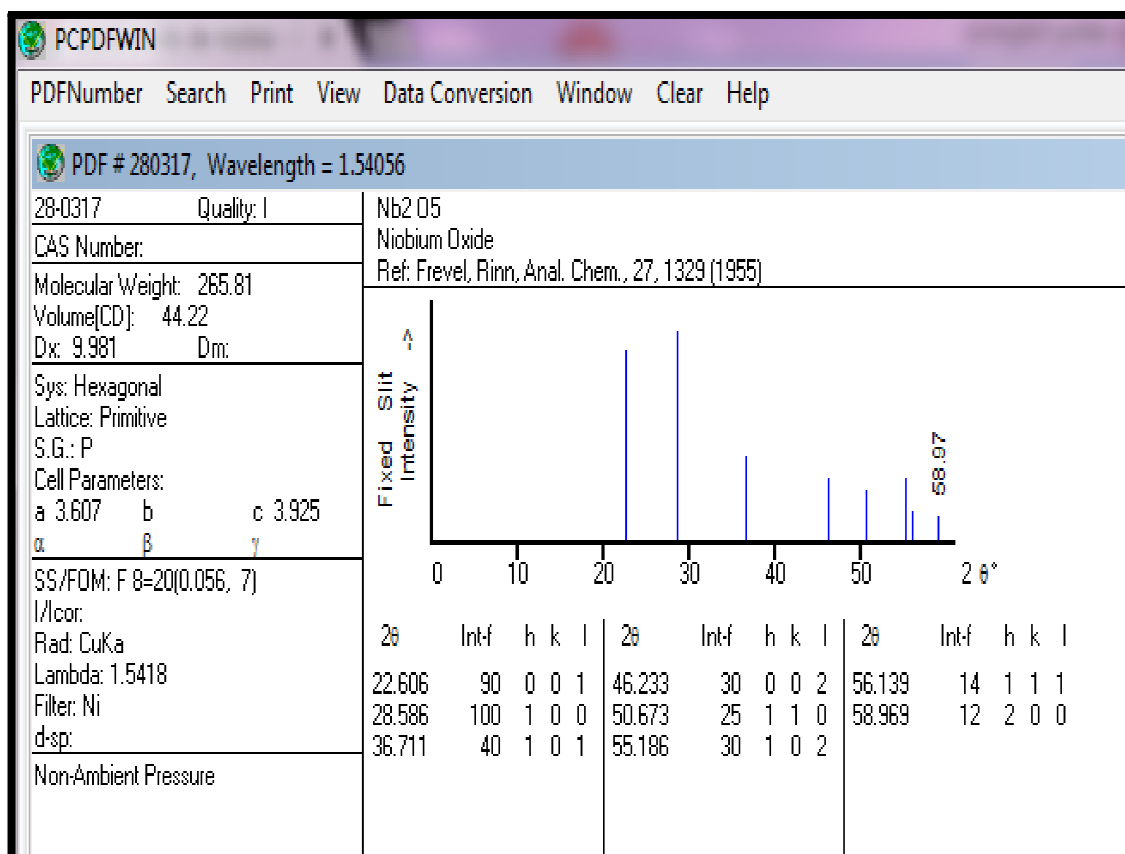 PCPDFWIN
PDFNumber Search Print View Data Conversion Window Clear Help
PDF # 280317, Wavelength = 1.54056
28-0317 Quality: I
CAS Number:
Molecular Weight: 265.81
Volume[CD]: 44.22
Dx: 9.981 Dm:
Sys: Hexagonal
Lattice: Primitive
S.G.: P
Cell Parameters:
a 3.607 b c 3.925
α β γ
SS/FOM: F 8=20(0.056, 7)
I/Icor:
Rad: CuKa
Lambda: 1.5418
Filter: Ni
d-sp:
Non-Ambient Pressure
Nb2 O5
Niobium Oxide
Ref: Frevel, Rinn, Anal. Chem., 27, 1329 (1955)
Fixed Slit
Intensity ->
58.97
0 10 20 30 40 50 2 θ°
2θ Int-f h k l 2θ Int-f h k l 2θ Int-f h k l
22.606 90 0 0 1 46.233 30 0 0 2 56.139 14 1 1 1
28.586 100 1 0 0 50.673 25 1 1 0 58.969 12 2 0 0
36.711 40 1 0 1 55.186 30 1 0 2